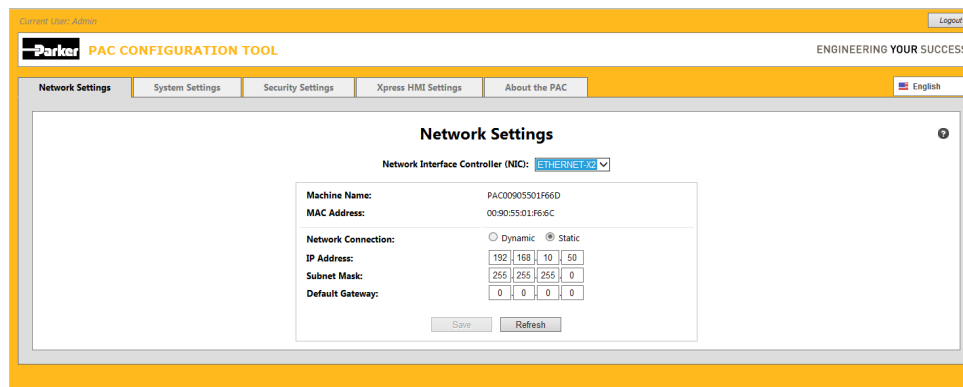 Current User: Admin
Logout
Parker PAC CONFIGURATION TOOL
ENGINEERING YOUR SUCCESS
Network Settings System Settings Security Settings Xpress HMI Settings About the PAC English
Network Settings
?
Network Interface Controller (NIC): ETHERNET-X2
Machine Name: PAC00905501F66D
MAC Address: 00:90:55:01:F6:6C
Network Connection: Dynamic Static
IP Address: 192 . 168 . 10 . 50
Subnet Mask: 255 . 255 . 255 . 0
Default Gateway: 0 . 0 . 0 . 0
Save Refresh